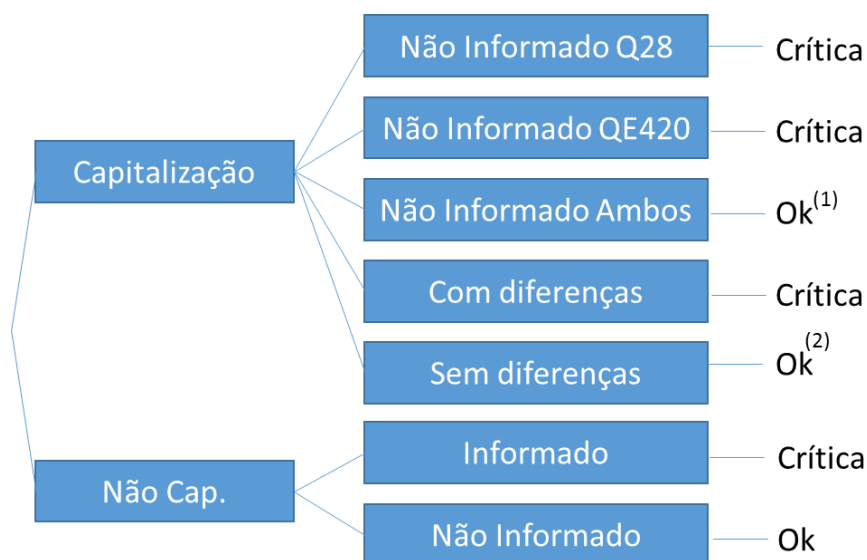 Não Informado Q28 Crítica
Não Informado QE420 Crítica
Capitalização
Não Informado Ambos Ok(1)
Com diferenças Crítica
Sem diferenças Ok(2)
Informado Crítica
Não Cap.
Não Informado Ok